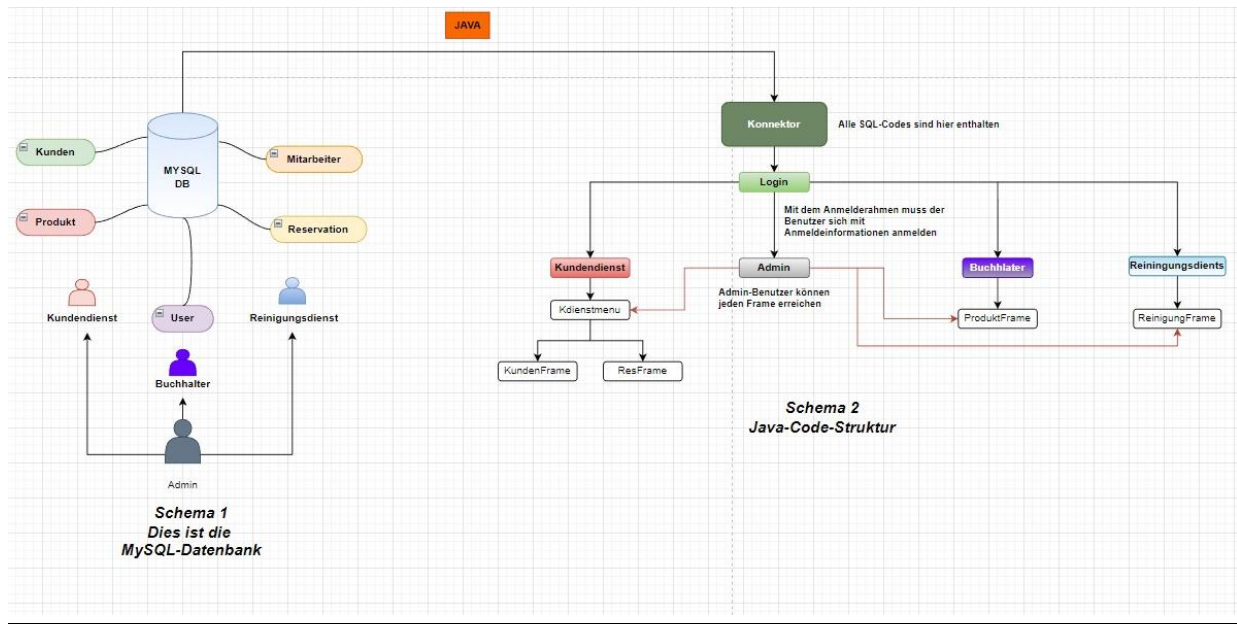 JAVA
Konnektor
Alle SQL-Codes sind hier enthalten
Kunden
Mitarbeiter
MYSQL
DB
Login
Produkt
Reservation
Mit dem Anmelderahmen muss der
Benutzer sich mit
Anmeldeinformationen anmelden
Kundendienst
Admin
Buchhlater
Reiningungsdients
Admin-Benutzer können
jeden Frame erreichen
Kundendienst
User
Reinigungsdienst
Kdienstmenu
ProduktFrame
ReinigungFrame
Buchhalter
KundenFrame
ResFrame
Schema 2
Java-Code-Struktur
Admin
Schema 1
Dies ist die
MySQL-Datenbank